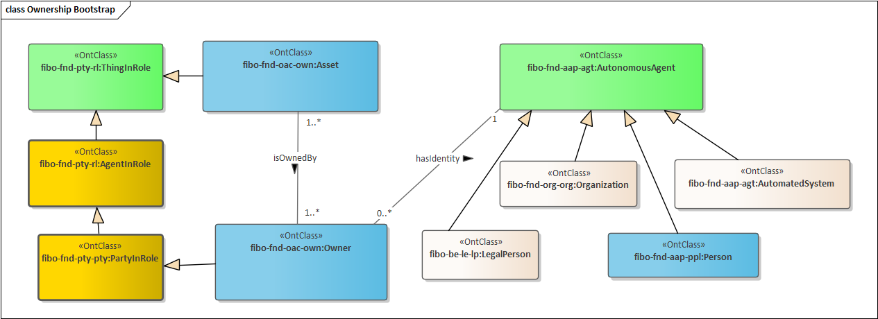 class Ownership Bootstrap
«OntClass»
fibo-fnd-pty-rl:ThingInRole
«OntClass»
fibo-fnd-oac-own:Asset
«OntClass»
fibo-fnd-aap-agt:AutonomousAgent
1..*
1
«OntClass»
fibo-fnd-pty-rl:AgentInRole
isOwnedBy
hasIdentity
«OntClass»
fibo-fnd-org-org:Organization
«OntClass»
fibo-fnd-aap-agt:AutomatedSystem
1..*
0..*
«OntClass»
fibo-fnd-pty-pty:PartyInRole
«OntClass»
fibo-fnd-oac-own:Owner
«OntClass»
fibo-be-le-lp:LegalPerson
«OntClass»
fibo-fnd-aap-ppl:Person